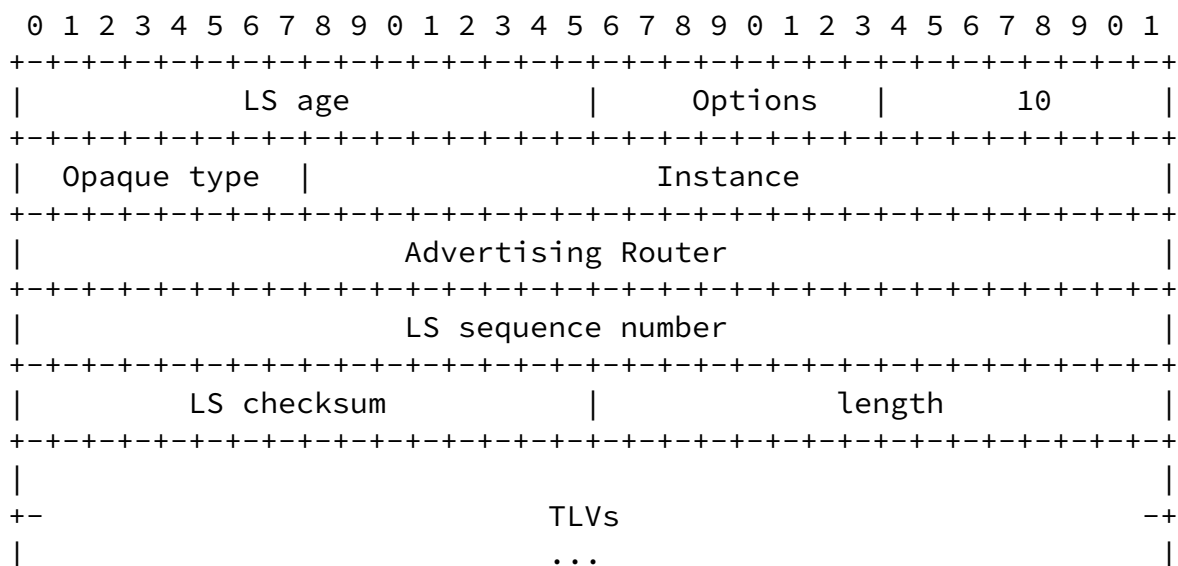 0 1 2 3 4 5 6 7 8 9 0 1 2 3 4 5 6 7 8 9 0 1 2 3 4 5 6 7 8 9 0 1
+-+-+-+-+-+-+-+-+-+-+-+-+-+-+-+-+-+-+-+-+-+-+-+-+-+-+-+-+-+-+-+-+
|            LS age             |     Options   |       10      |
+-+-+-+-+-+-+-+-+-+-+-+-+-+-+-+-+-+-+-+-+-+-+-+-+-+-+-+-+-+-+-+-+
|  Opaque type  |                   Instance                    |
+-+-+-+-+-+-+-+-+-+-+-+-+-+-+-+-+-+-+-+-+-+-+-+-+-+-+-+-+-+-+-+-+
|                     Advertising Router                        |
+-+-+-+-+-+-+-+-+-+-+-+-+-+-+-+-+-+-+-+-+-+-+-+-+-+-+-+-+-+-+-+-+
|                     LS sequence number                        |
+-+-+-+-+-+-+-+-+-+-+-+-+-+-+-+-+-+-+-+-+-+-+-+-+-+-+-+-+-+-+-+-+
|         LS checksum           |             length            |
+-+-+-+-+-+-+-+-+-+-+-+-+-+-+-+-+-+-+-+-+-+-+-+-+-+-+-+-+-+-+-+-+
|                                                               |
+-                            TLVs                             -+
|                             ...                               |